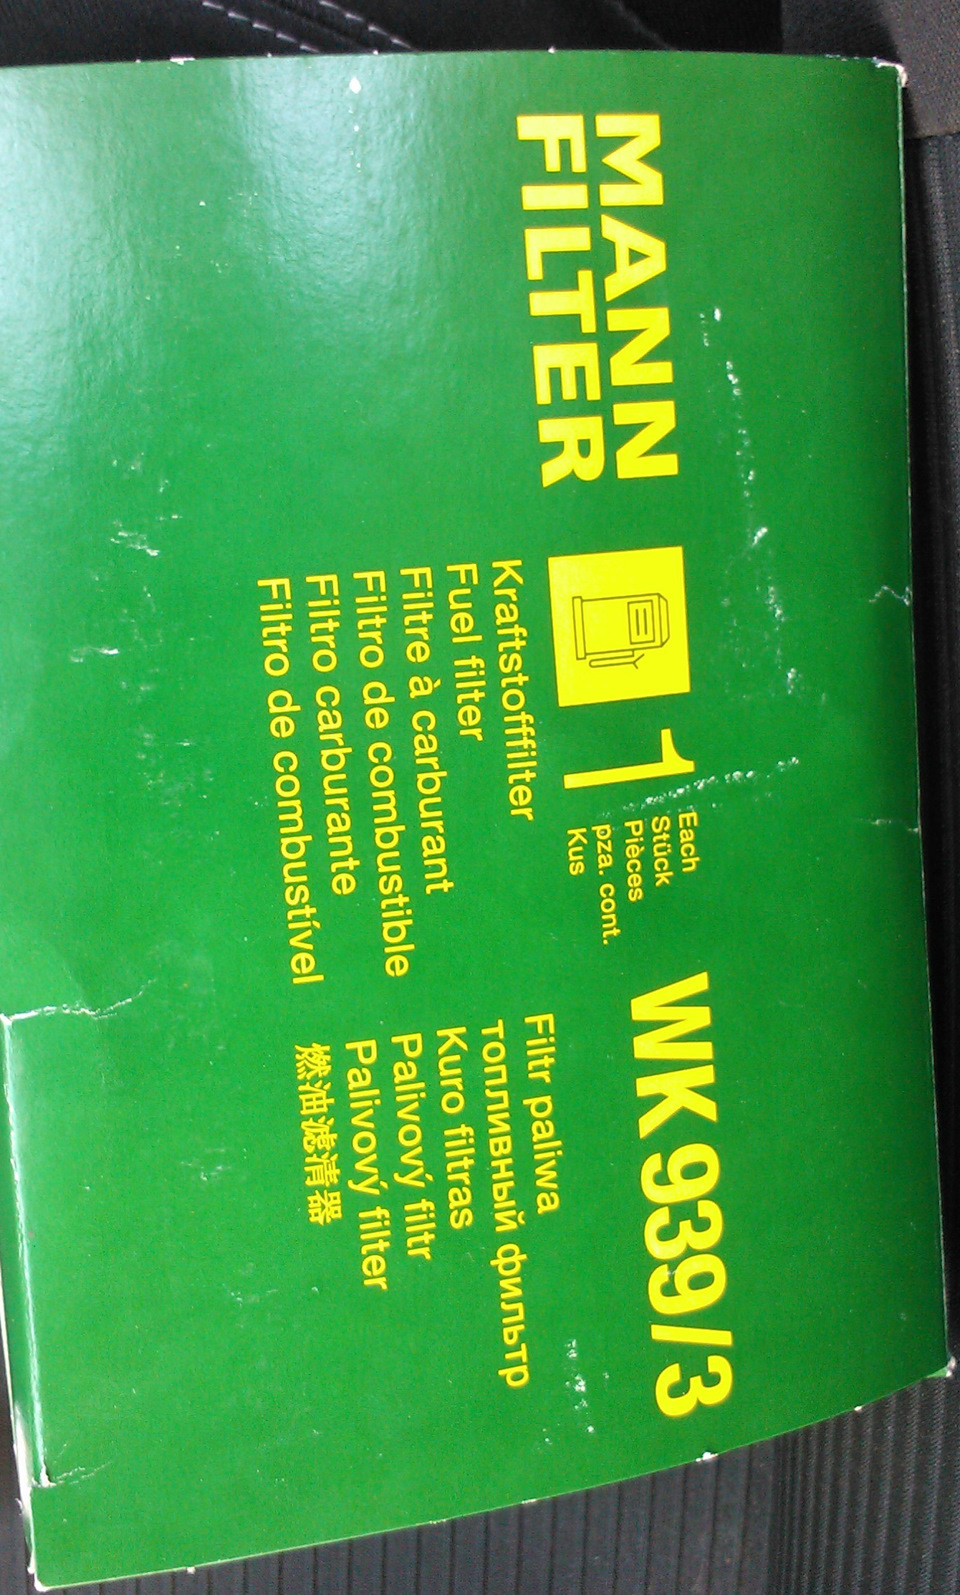 MANN
FILTER
1
Each
Stück
Pièces
pza. cont.
Kus
WK 939/3
Kraftstofffilter
Fuel filter
Filtre à carburant
Filtro de combustible
Filtro carburante
Filtro de combustível
Filtr paliwa
топливный фильтр
Kuro filtras
Palivový filtr
Palivový filter
燃油滤清器